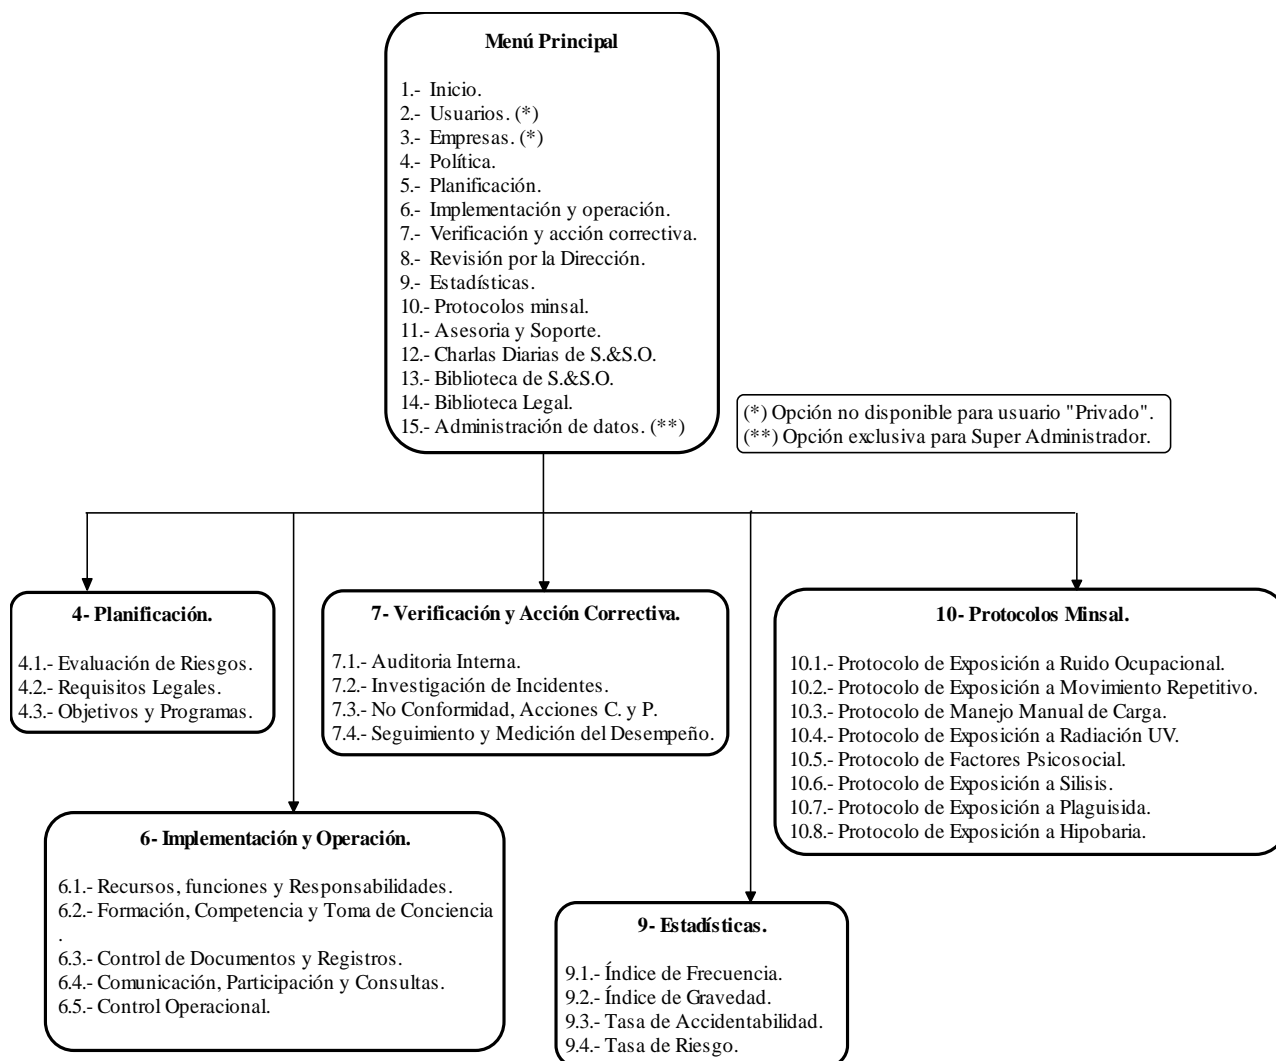 Menú Principal
1.- Inicio.
2.- Usuarios. (*)
3.- Empresas. (*)
4.- Política.
5.- Planificación.
6.- Implementación y operación.
7.- Verificación y acción correctiva.
8.- Revisión por la Dirección.
9.- Estadísticas.
10.- Protocolos minsal.
11.- Asesoria y Soporte.
12.- Charlas Diarias de S.&S.O.
13.- Biblioteca de S.&S.O.
14.- Biblioteca Legal.
15.- Administración de datos. (**)
(*) Opción no disponible para usuario "Privado".
(**) Opción exclusiva para Super Administrador.
4- Planificación.
4.1.- Evaluación de Riesgos.
4.2.- Requisitos Legales.
4.3.- Objetivos y Programas.
7- Verificación y Acción Correctiva.
7.1.- Auditoria Interna.
7.2.- Investigación de Incidentes.
7.3.- No Conformidad, Acciones C. y P.
7.4.- Seguimiento y Medición del Desempeño.
10- Protocolos Minsal.
10.1.- Protocolo de Exposición a Ruido Ocupacional.
10.2.- Protocolo de Exposición a Movimiento Repetitivo.
10.3.- Protocolo de Manejo Manual de Carga.
10.4.- Protocolo de Exposición a Radiación UV.
10.5.- Protocolo de Factores Psicosocial.
10.6.- Protocolo de Exposición a Silisis.
10.7.- Protocolo de Exposición a Plaguisida.
10.8.- Protocolo de Exposición a Hipobaria.
6- Implementación y Operación.
6.1.- Recursos, funciones y Responsabilidades.
6.2.- Formación, Competencia y Toma de Conciencia
.
6.3.- Control de Documentos y Registros.
6.4.- Comunicación, Participación y Consultas.
6.5.- Control Operacional.
9- Estadísticas.
9.1.- Índice de Frecuencia.
9.2.- Índice de Gravedad.
9.3.- Tasa de Accidentabilidad.
9.4.- Tasa de Riesgo.